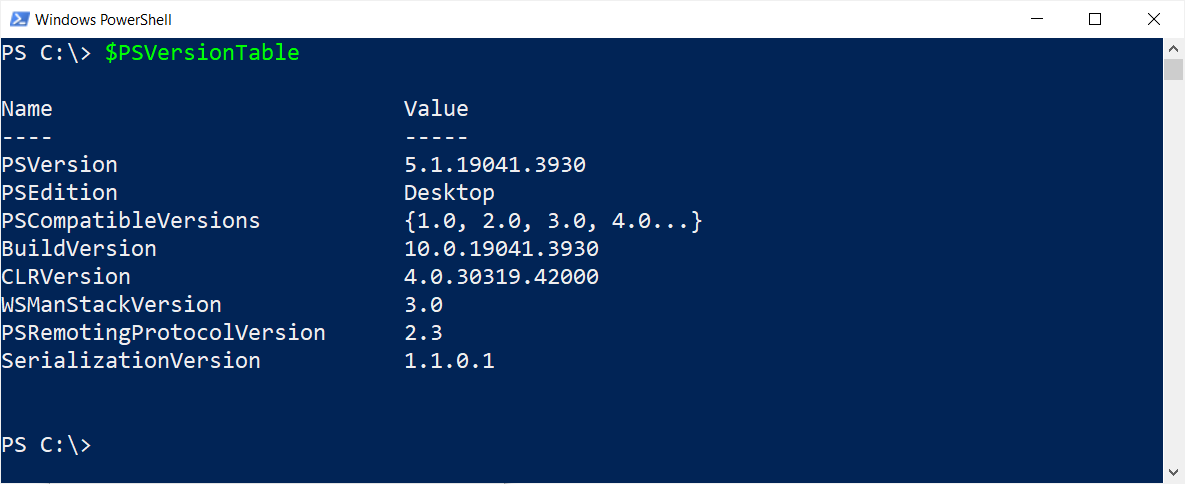 Windows PowerShell
PS C:\> $PSVersionTable
Name                           Value
----                           -----
PSVersion                      5.1.19041.3930
PSEdition                      Desktop
PSCompatibleVersions           {1.0, 2.0, 3.0, 4.0...}
BuildVersion                   10.0.19041.3930
CLRVersion                     4.0.30319.42000
WSManStackVersion              3.0
PSRemotingProtocolVersion      2.3
SerializationVersion           1.1.0.1
PS C:\>